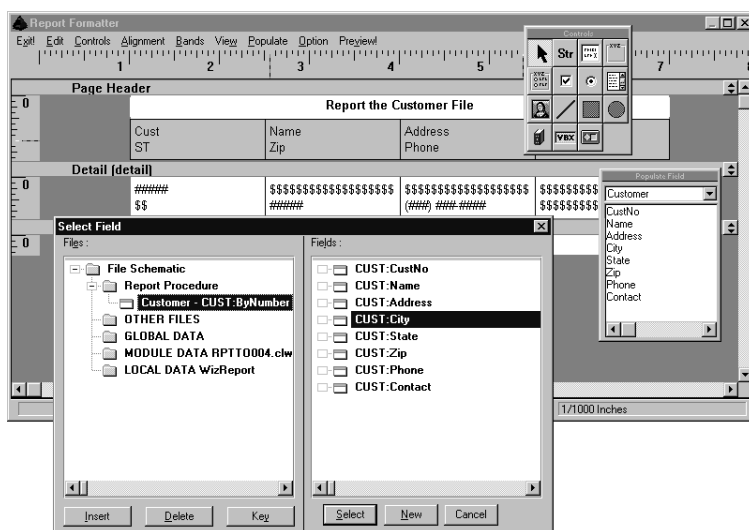 Report Formatter
Exit! Edit Controls Alignment Bands View Populate Option Preview!
1 2 3 4 5 7
Controls
Str
XYZ
VBX
Page Header
0
Report the Customer File
Cust Name Address
ST Zip Phone
Detail (detail)
0
##### $$$$$$$$$$$$$$$$$$$$ $$$$$$$$$$$$$$$$$$$$ $$$$$$$$$
$$ ##### (###) ###-#### $$$$$$$$$
0
Populate Field
Customer
CustNo
Name
Address
City
State
Zip
Phone
Contact
1/1000 Inches
Select Field
Files :
File Schematic
Report Procedure
Customer - CUST:ByNumber
OTHER FILES
GLOBAL DATA
MODULE DATA RPTTO004.clw
LOCAL DATA WizReport
Insert Delete Key
Fields :
CUST:CustNo
CUST:Name
CUST:Address
CUST:City
CUST:State
CUST:Zip
CUST:Phone
CUST:Contact
Select New Cancel